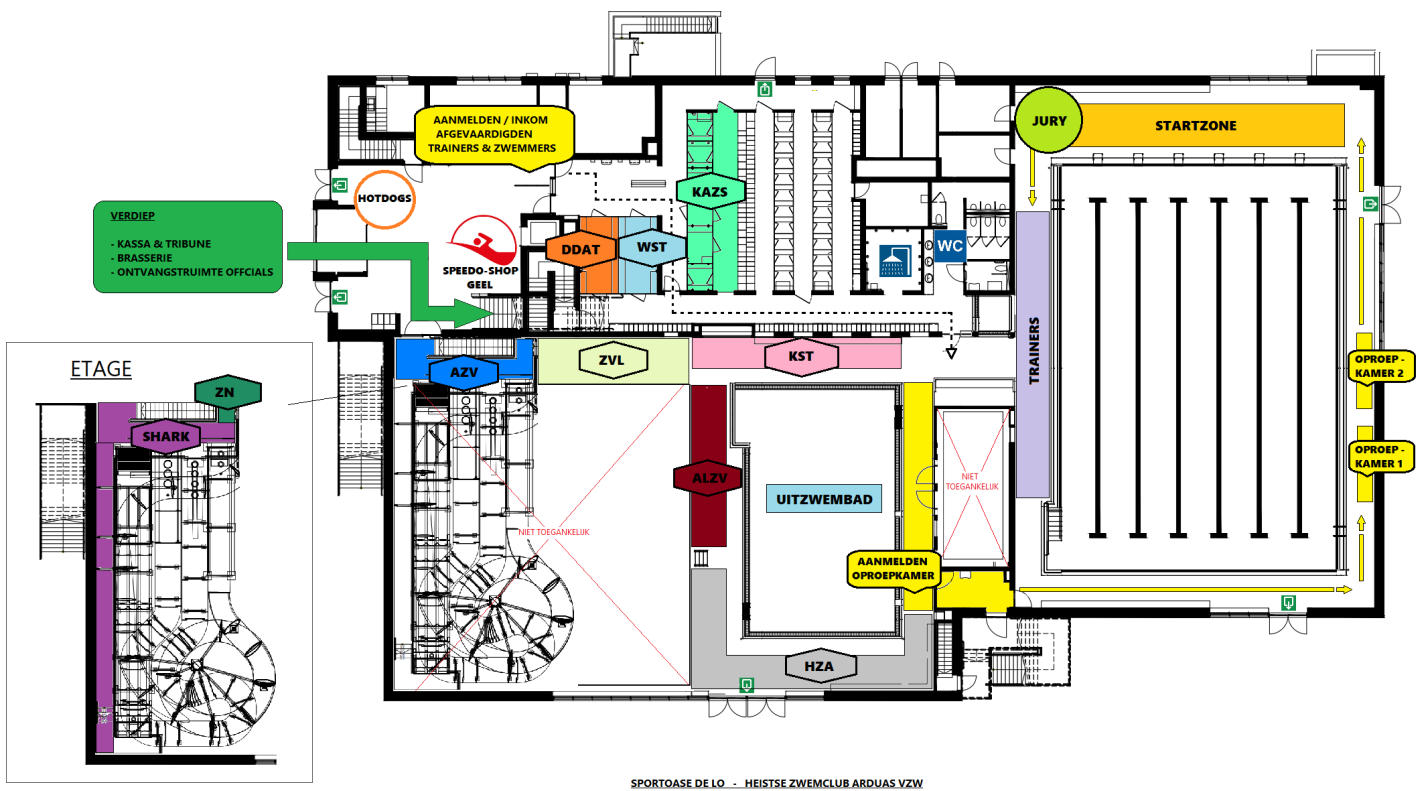 AANMELDEN / INKOM
AFGEVAARDIGDEN
TRAINERS & ZWEMMERS
JURY
STARTZONE
HOTDOGS
KAZS
VERDIEP
- KASSA & TRIBUNE
- BRASSERIE
- ONTVANGSTRUIMTE OFFCIALS
DDAT
WST
WC
SPEEDO-SHOP
GEEL
TRAINERS
ETAGE
ZN
SHARK
AZV
ZVL
KST
OPROEP -
KAMER 2
OPROEP -
KAMER 1
ALZV
UITZWEMBAD
NIET
TOEGANKELIJK
NIET TOEGANKELIJK
AANMELDEN
OPROEPKAMER
HZA
SPORTOASE DE LO - HEISTSE ZWEMCLUB ARDUAS VZW